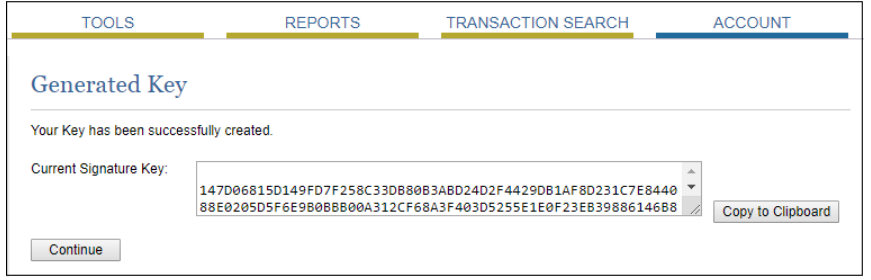 TOOLS REPORTS TRANSACTION SEARCH ACCOUNT
Generated Key
Your Key has been successfully created.
Current Signature Key:
147D06815D149FD7F258C33DB80B3ABD24D2F4429DB1AF8D231C7E8440
88E0205D5F6E9B0BBB00A312CF68A3F403D5255E1E0F23EB39886146B8
Copy to Clipboard
Continue